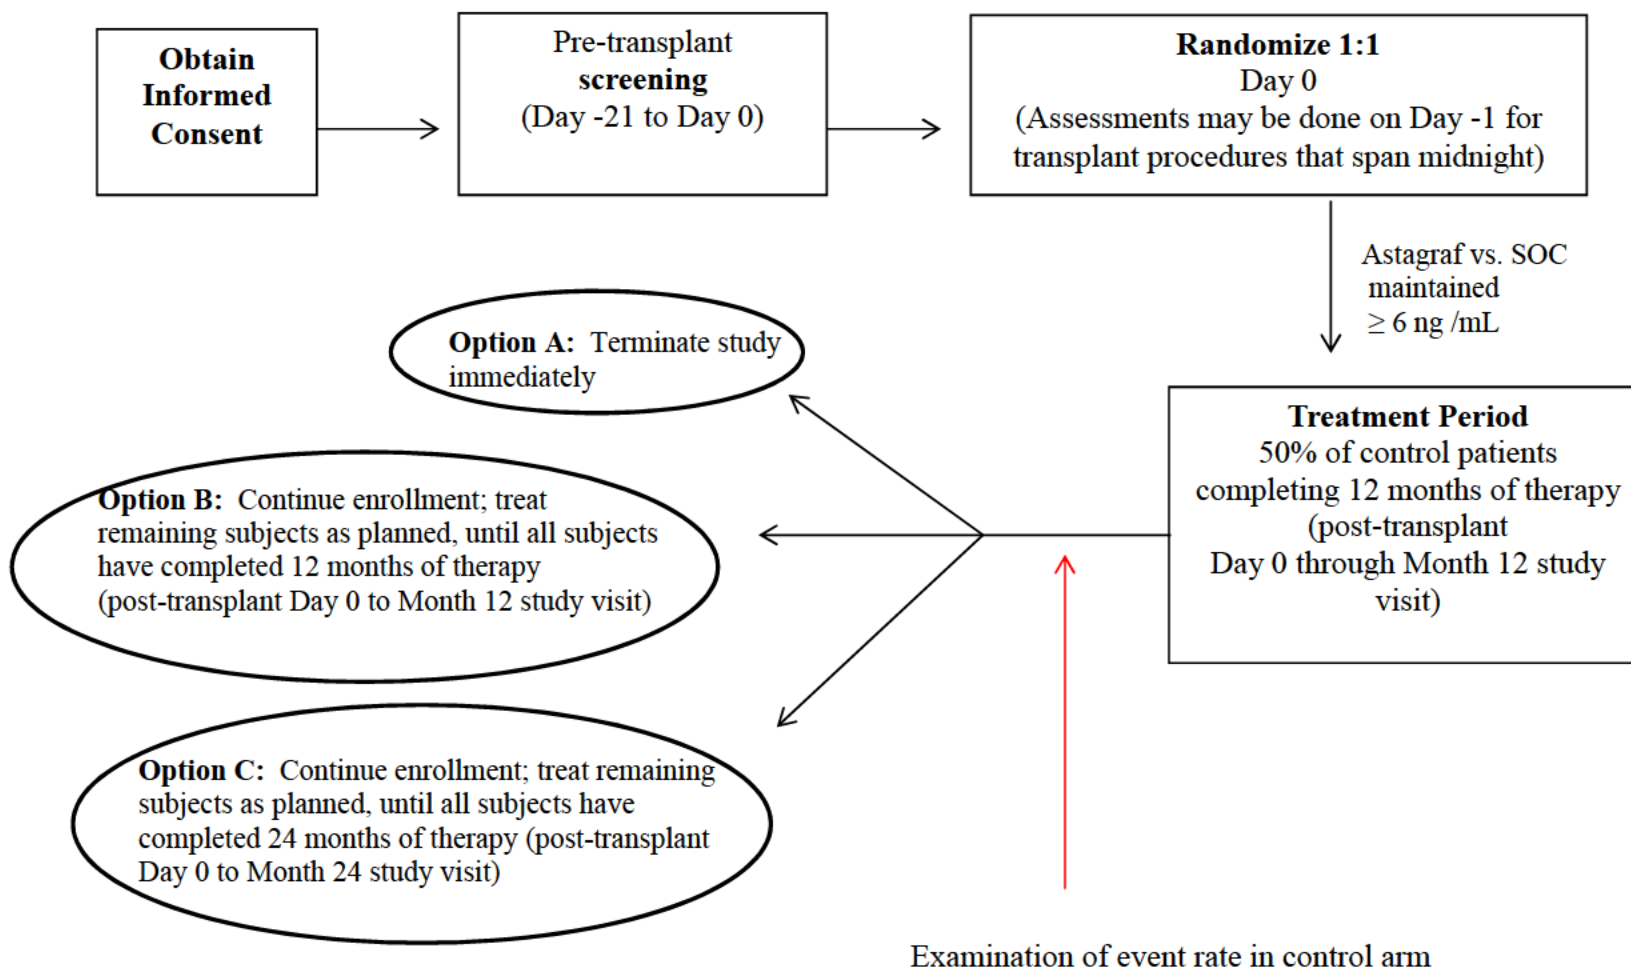 Obtain
Informed
Consent
Pre-transplant
screening
(Day -21 to Day 0)
Randomize 1:1
Day 0
(Assessments may be done on Day -1 for
transplant procedures that span midnight)
Astagraf vs. SOC
maintained
≥ 6 ng /mL
Treatment Period
50% of control patients
completing 12 months of therapy
(post-transplant
Day 0 through Month 12 study
visit)
Option A: Terminate study
immediately
Option B: Continue enrollment; treat
remaining subjects as planned, until all subjects
have completed 12 months of therapy
(post-transplant Day 0 to Month 12 study visit)
Option C: Continue enrollment; treat remaining
subjects as planned, until all subjects have
completed 24 months of therapy (post-transplant
Day 0 to Month 24 study visit)
Examination of event rate in control arm